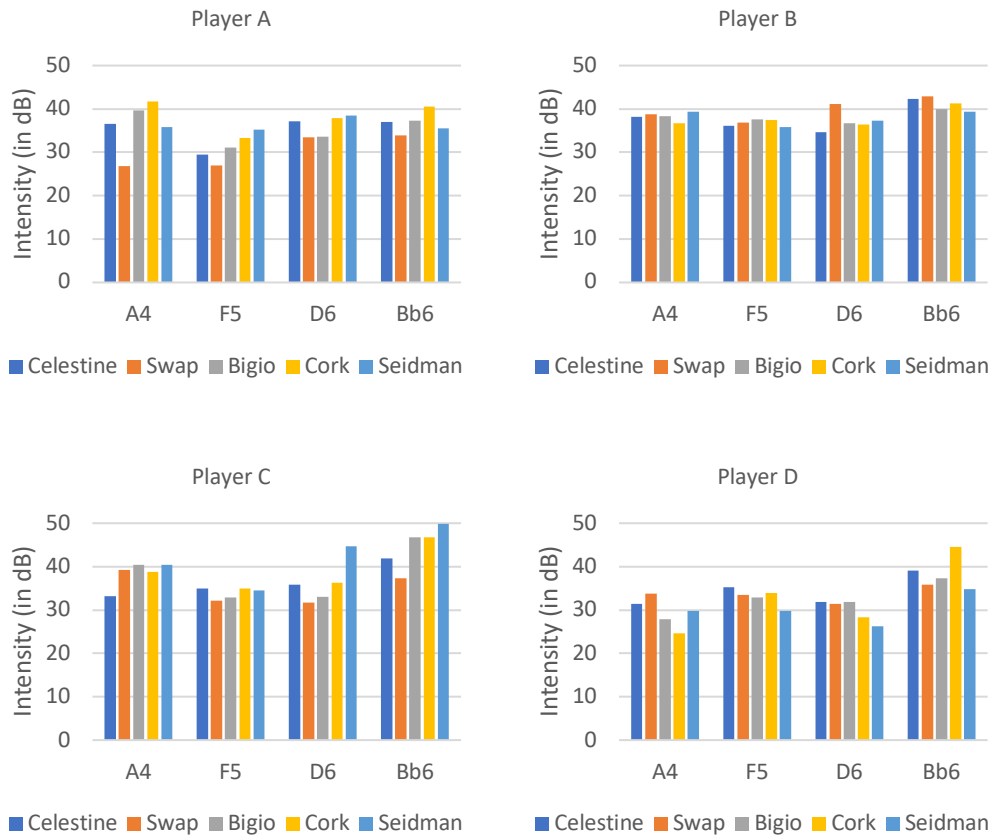 Player A
Intensity (in dB)
50
40
30
20
10
0
A4 F5 D6 Bb6
Celestine Swap Bigio Cork Seidman
Player B
Intensity (in dB)
50
40
30
20
10
0
A4 F5 D6 Bb6
Celestine Swap Bigio Cork Seidman
Player C
Intensity (in dB)
50
40
30
20
10
0
A4 F5 D6 Bb6
Celestine Swap Bigio Cork Seidman
Player D
Intensity (in dB)
50
40
30
20
10
0
A4 F5 D6 Bb6
Celestine Swap Bigio Cork Seidman